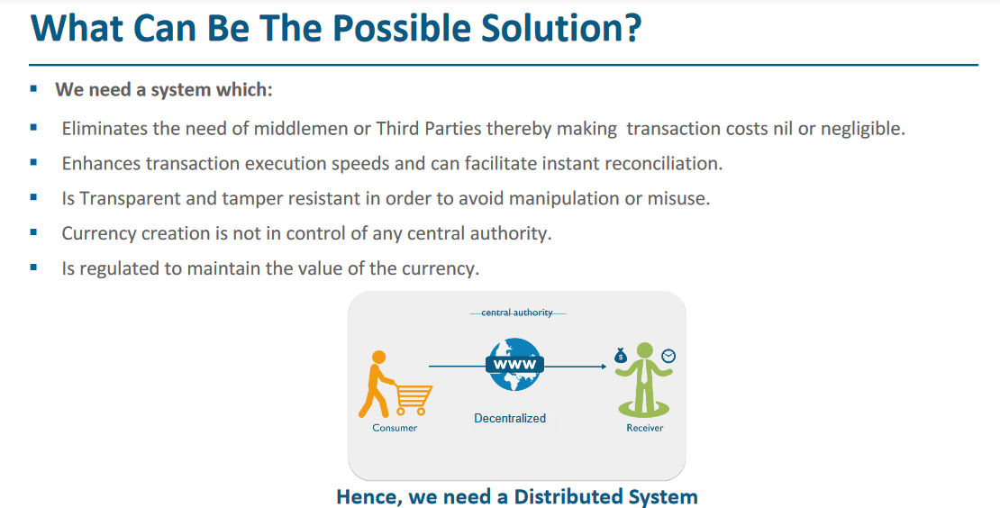 What Can Be The Possible Solution?
We need a system which:
Eliminates the need of middlemen or Third Parties thereby making  transaction costs nil or negligible.
Enhances transaction execution speeds and can facilitate instant reconciliation.
Is Transparent and tamper resistant in order to avoid manipulation or misuse.
Currency creation is not in control of any central authority.
Is regulated to maintain the value of the currency.
central authority
www
$
Decentralized
Consumer
Receiver
Hence, we need a Distributed System